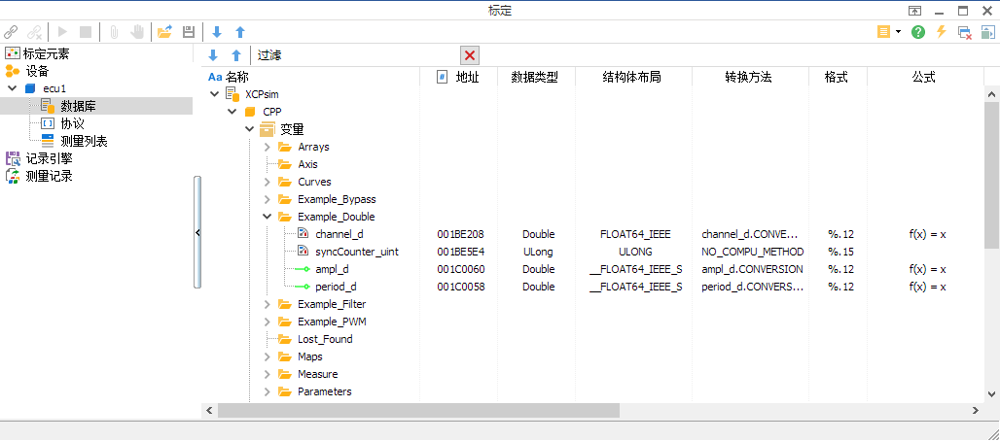 标定
过滤
标定元素
设备
ecu1
数据库
协议
测量列表
记录引擎
测量记录
Aa 名称 # 地址 数据类型 结构体布局 转换方法 格式 公式
XCPsim
CPP
变量
Arrays
Axis
Curves
Example_Bypass
Example_Double
channel_d 001BE208 Double FLOAT64_IEEE channel_d.CONVE... %.12 f(x) = x
syncCounter_uint 001BE5E4 ULong ULONG NO_COMPU_METHOD %.15
ampl_d 001C0060 Double __FLOAT64_IEEE_S ampl_d.CONVERSION %.12 f(x) = x
period_d 001C0058 Double __FLOAT64_IEEE_S period_d.CONVERS... %.12 f(x) = x
Example_Filter
Example_PWM
Lost_Found
Maps
Measure
Parameters